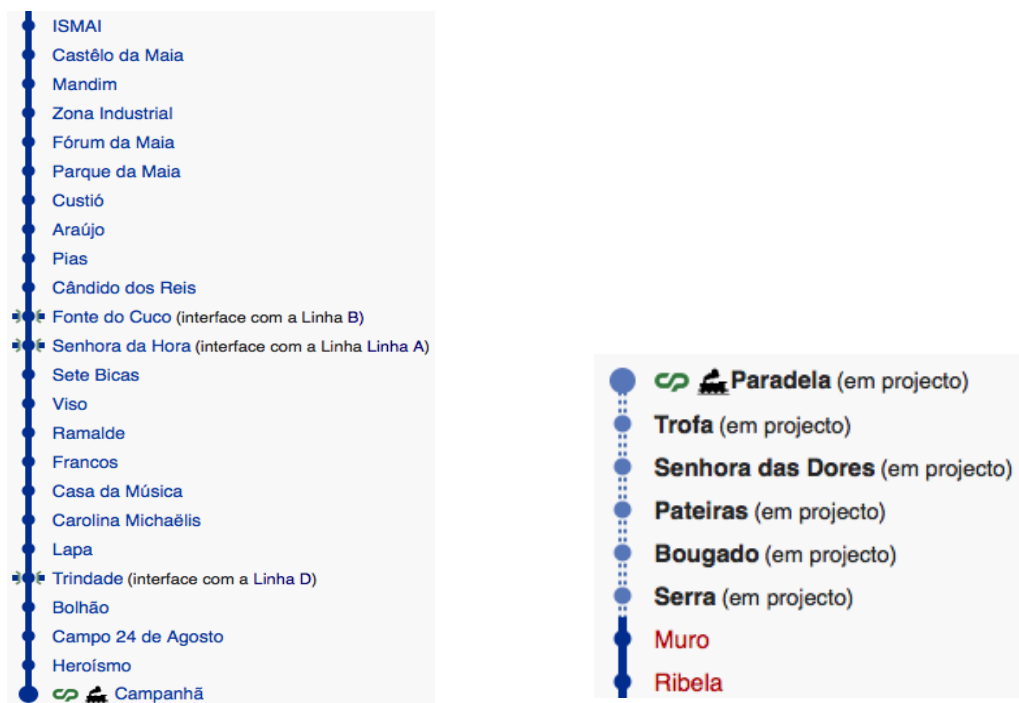 ISMAI
Castêlo da Maia
Mandim
Zona Industrial
Fórum da Maia
Parque da Maia
Custió
Araújo
Pias
Cândido dos Reis
Fonte do Cuco (interface com a Linha B)
Senhora da Hora (interface com a Linha Linha A)
Sete Bicas
Viso
Ramalde
Francos
Casa da Música
Carolina Michaëlis
Lapa
Trindade (interface com a Linha D)
Bolhão
Campo 24 de Agosto
Heroísmo
Campanhã
Paradela (em projecto)
Trofa (em projecto)
Senhora das Dores (em projecto)
Pateiras (em projecto)
Bougado (em projecto)
Serra (em projecto)
Muro
Ribela